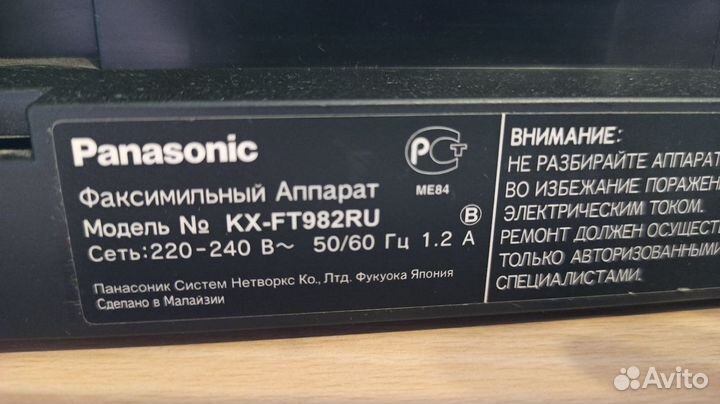 Panasonic
РСТ
ME84
Факсимильный Аппарат
Модель № KX-FT982RU
B
Сеть:220-240 В~ 50/60 Гц 1.2 А
Панасоник Систем Нетворкс Ко., Лтд. Фукуока Япония
Сделано в Малайзии
ВНИМАНИЕ:
НЕ РАЗБИРАЙТЕ АППАРАТ
ВО ИЗБЕЖАНИЕ ПОРАЖЕН
ЭЛЕКТРИЧЕСКИМ ТОКОМ.
РЕМОНТ ДОЛЖЕН ОСУЩЕСТ
ТОЛЬКО АВТОРИЗОВАННЫМИ
СПЕЦИАЛИСТАМИ.
Avito